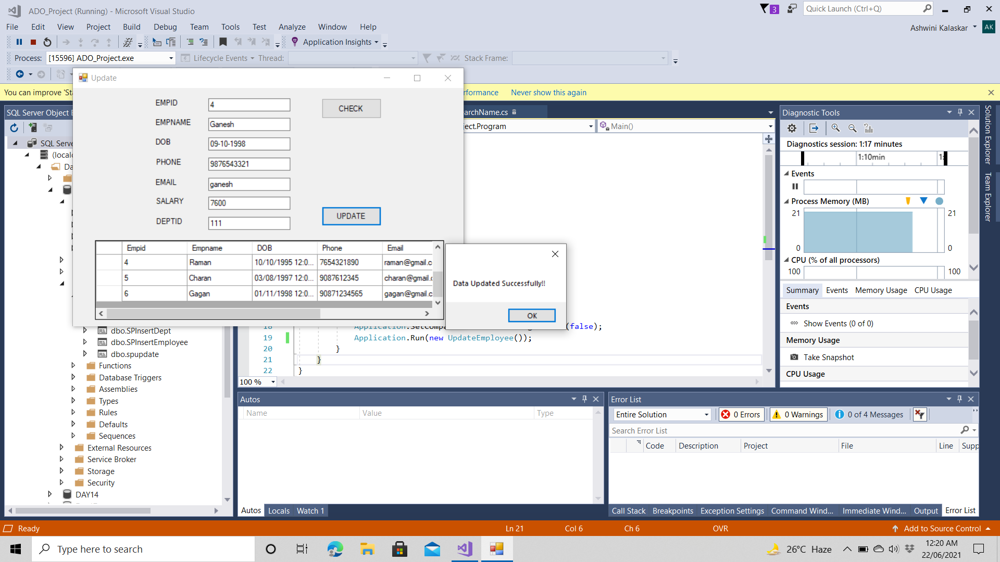 ADO_Project (Running) - Microsoft Visual Studio
3
Quick Launch (Ctrl+Q)
File Edit View Project Build Debug Team Tools Test Analyze Window Help
Ashwini Kalaskar AK
Application Insights
Process: [15596] ADO_Project.exe Lifecycle Events Thread: Stack Frame:
Update
You can improve 'Sta
rformance Never show this again
EMPID 4 CHECK
EMPNAME Ganesh
DOB 09-10-1998
PHONE 9876543321
EMAIL ganesh
SALARY 7600
UPDATE
DEPTID 111
Empid Empname DOB Phone Email
4 Raman 10/10/1995 12:0... 7654321890 raman@gmail.c
5 Charan 03/08/1997 12:0... 9087612345 charan@gmail.c
6 Gagan 01/11/1998 12:0... 90871234565 gagan@gmail.c
Data Updated Successfully!!
OK
SQL Server Object E
SQL Serve
(localc
Da
dbo.SPInsertDept
dbo.SPInsertEmployee
dbo.spupdate
Functions
Database Triggers
Assemblies
Types
Rules
Defaults
Sequences
External Resources
Service Broker
Storage
Security
DAY14
archName.cs
ject.Program Main()
18 Application.SetCompa (false);
19 Application.Run(new UpdateEmployee());
20 }
21 }
22 }
100 %
Diagnostic Tools
Diagnostics session: 1:17 minutes
1:10min
Events
Process Memory (MB)
21 21
0 0
CPU (% of all processors)
100 100
Summary Events Memory Usage CPU Usage
Events
Show Events (0 of 0)
Memory Usage
Take Snapshot
CPU Usage
Solution Explorer
Team Explorer
Autos
Name Value Type
Autos Locals Watch 1
Error List
Entire Solution 0 Errors 0 Warnings 0 of 4 Messages
Search Error List
Code Description Project File Line Supp
Call Stack Breakpoints Exception Settings Command Wind... Immediate Wind... Output Error List
Ready Ln 21 Col 6 Ch 6 OVR Add to Source Control
Type here to search
26°C Haze
12:20 AM
22/06/2021